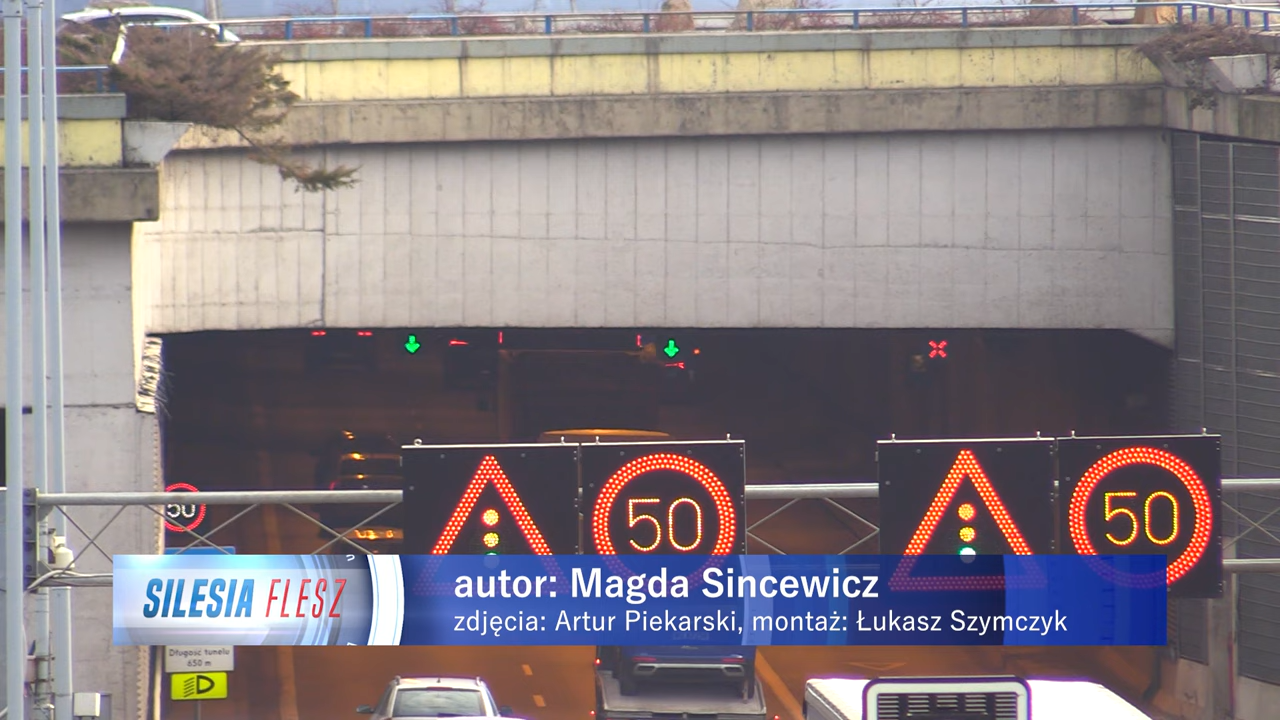 50
50
50
SILESIA FLESZ
autor: Magda Sincewicz
zdjęcia: Artur Piekarski, montaż: Łukasz Szymczyk
Długość tunelu
650 m